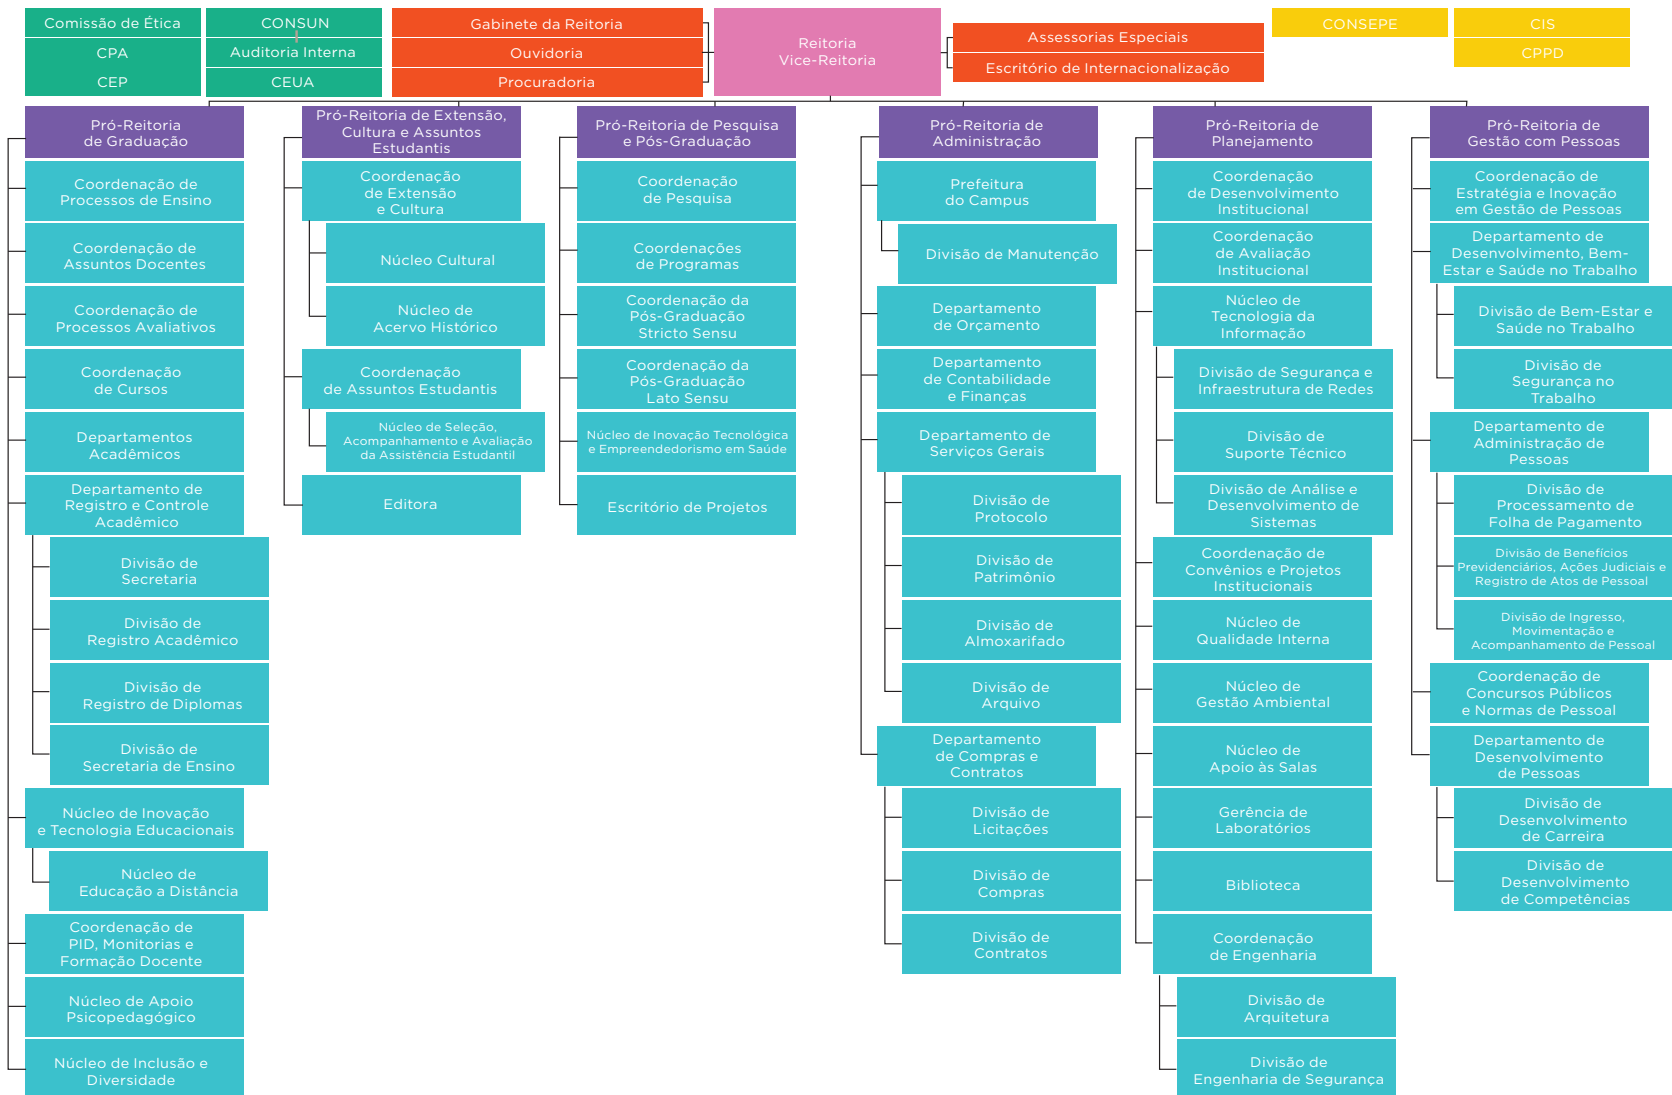 Comissão de Ética
CPA
CEP
CONSUN
Auditoria Interna
CEUA
Gabinete da Reitoria
Ouvidoria
Procuradoria
Reitoria
Vice-Reitoria
Assessorias Especiais
Escritório de Internacionalização
CONSEPE
CIS
CPPD
Pró-Reitoria
de Graduação
Coordenação de
Processos de Ensino
Coordenação de
Assuntos Docentes
Coordenação de
Processos Avaliativos
Coordenação
de Cursos
Departamentos
Acadêmicos
Departamento de
Registro e Controle
Acadêmico
Divisão de
Secretaria
Divisão de
Registro Acadêmico
Divisão de
Registro de Diplomas
Divisão de
Secretaria de Ensino
Núcleo de Inovação
e Tecnologia Educacionais
Núcleo de
Educação a Distância
Coordenação de
PID, Monitorias e
Formação Docente
Núcleo de Apoio
Psicopedagógico
Núcleo de Inclusão e
Diversidade
Pró-Reitoria de Extensão,
Cultura e Assuntos
Estudantis
Coordenação
de Extensão
e Cultura
Núcleo Cultural
Núcleo de
Acervo Histórico
Coordenação
de Assuntos Estudantis
Núcleo de Seleção,
Acompanhamento e Avaliação
da Assistência Estudantil
Editora
Pró-Reitoria de Pesquisa
e Pós-Graduação
Coordenação
de Pesquisa
Coordenações
de Programas
Coordenação da
Pós-Graduação
Stricto Sensu
Coordenação da
Pós-Graduação
Lato Sensu
Núcleo de Inovação Tecnológica
e Empreendedorismo em Saúde
Escritório de Projetos
Pró-Reitoria de
Administração
Prefeitura
do Campus
Divisão de Manutenção
Departamento
de Orçamento
Departamento
de Contabilidade
e Finanças
Departamento de
Serviços Gerais
Divisão de
Protocolo
Divisão de
Patrimônio
Divisão de
Almoxarifado
Divisão de
Arquivo
Departamento
de Compras e
Contratos
Divisão de
Licitações
Divisão de
Compras
Divisão de
Contratos
Pró-Reitoria de
Planejamento
Coordenação
de Desenvolvimento
Institucional
Coordenação
de Avaliação
Institucional
Núcleo de
Tecnologia da
Informação
Divisão de Segurança e
Infraestrutura de Redes
Divisão de
Suporte Técnico
Divisão de Análise e
Desenvolvimento de
Sistemas
Coordenação de
Convênios e Projetos
Institucionais
Núcleo de
Qualidade Interna
Núcleo de
Gestão Ambiental
Núcleo de
Apoio às Salas
Gerência de
Laboratórios
Biblioteca
Coordenação
de Engenharia
Divisão de
Arquitetura
Divisão de
Engenharia de Segurança
Pró-Reitoria de
Gestão com Pessoas
Coordenação de
Estratégia e Inovação
em Gestão de Pessoas
Departamento de
Desenvolvimento, Bem-
Estar e Saúde no Trabalho
Divisão de Bem-Estar e
Saúde no Trabalho
Divisão de
Segurança no
Trabalho
Departamento de
Administração de
Pessoas
Divisão de
Processamento de
Folha de Pagamento
Divisão de Benefícios
Previdenciários, Ações Judiciais e
Registro de Atos de Pessoal
Divisão de Ingresso,
Movimentação e
Acompanhamento de Pessoal
Coordenação de
Concursos Públicos
e Normas de Pessoal
Departamento de
Desenvolvimento
de Pessoas
Divisão de
Desenvolvimento
de Carreira
Divisão de
Desenvolvimento
de Competências